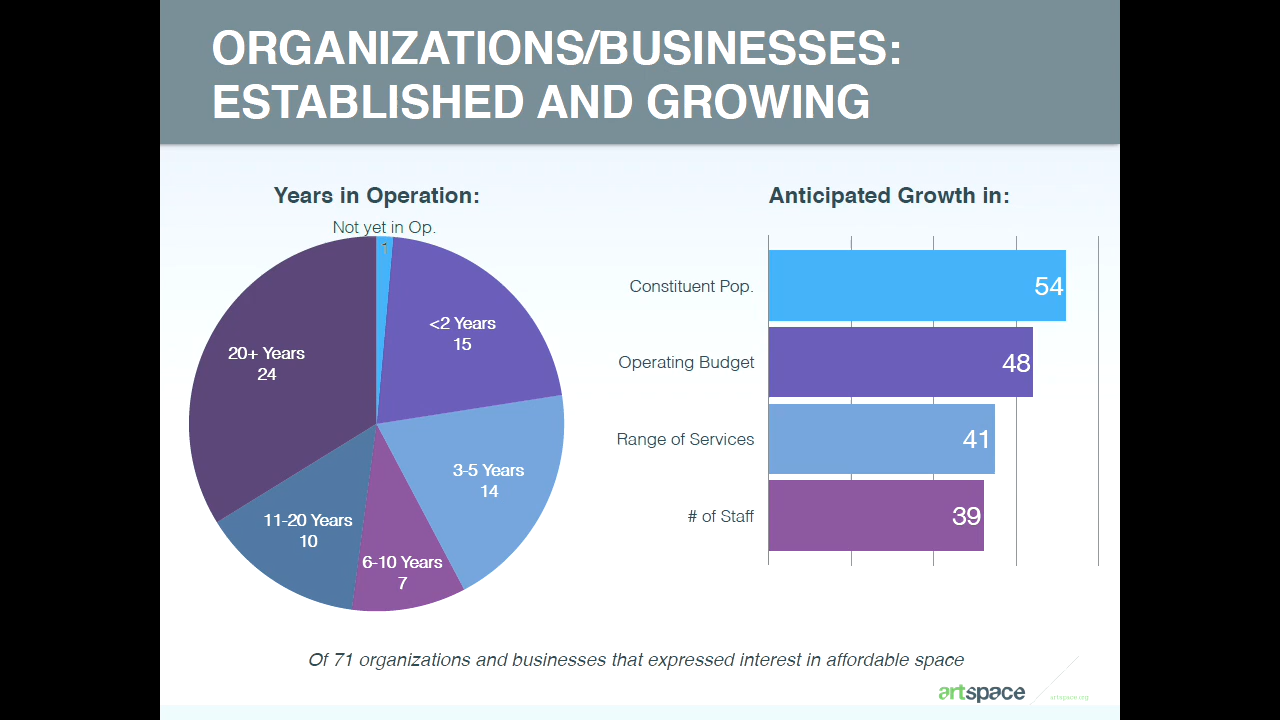 ORGANIZATIONS/BUSINESSES:
ESTABLISHED AND GROWING
Years in Operation:
Not yet in Op.
1
<2 Years
15
3-5 Years
14
6-10 Years
7
11-20 Years
10
20+ Years
24
Anticipated Growth in:
Constituent Pop.
54
Operating Budget
48
Range of Services
41
# of Staff
39
Of 71 organizations and businesses that expressed interest in affordable space
artspace
artspace.org